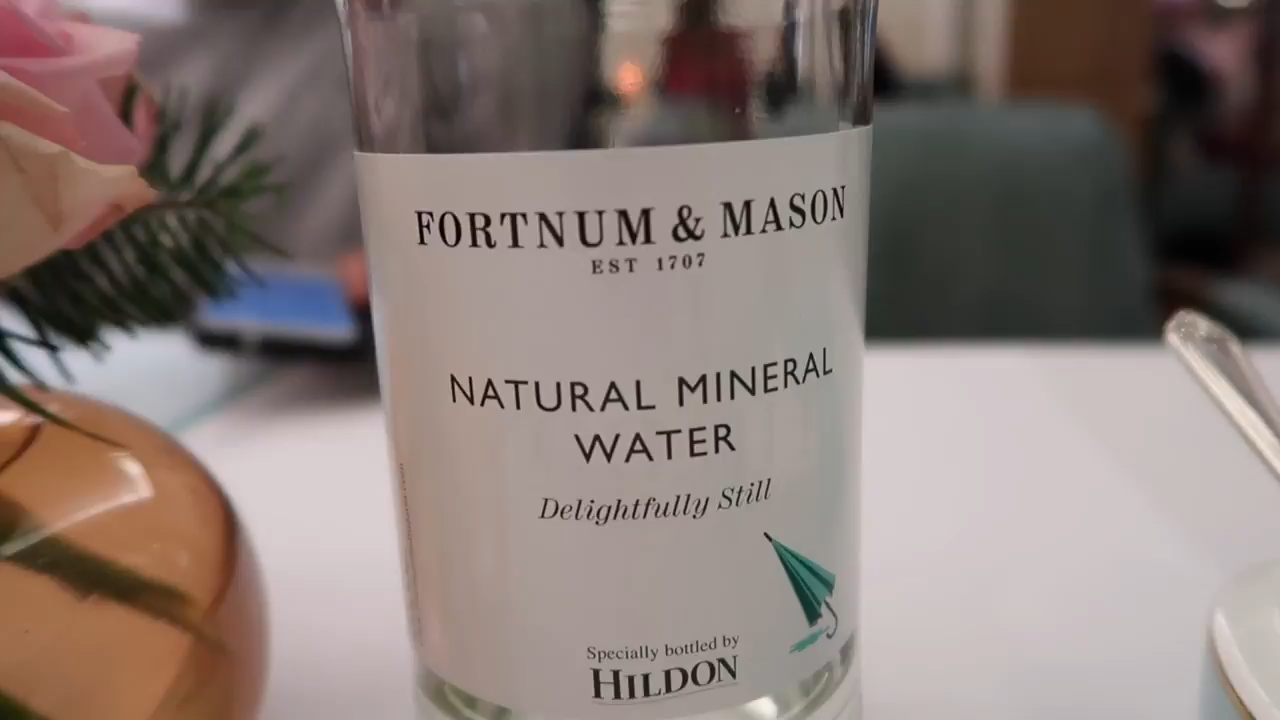 FORTNUM & MASON
EST 1707
NATURAL MINERAL
WATER
Delightfully Still
Specially bottled by
HILDON